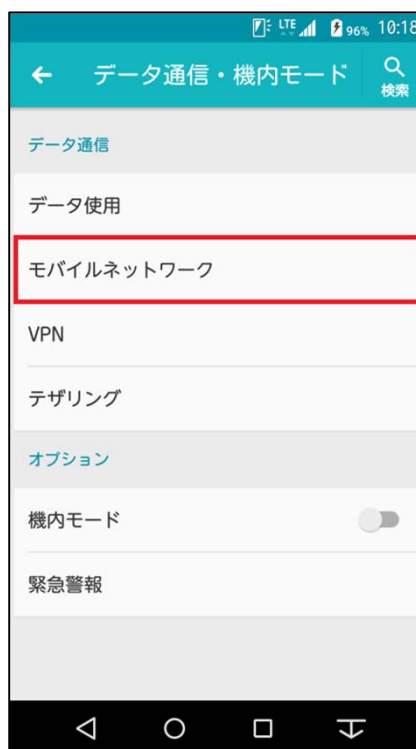 LTE 96% 10:18
データ通信・機内モード
検索
データ通信
データ使用
モバイルネットワーク
VPN
テザリング
オプション
機内モード
緊急警報